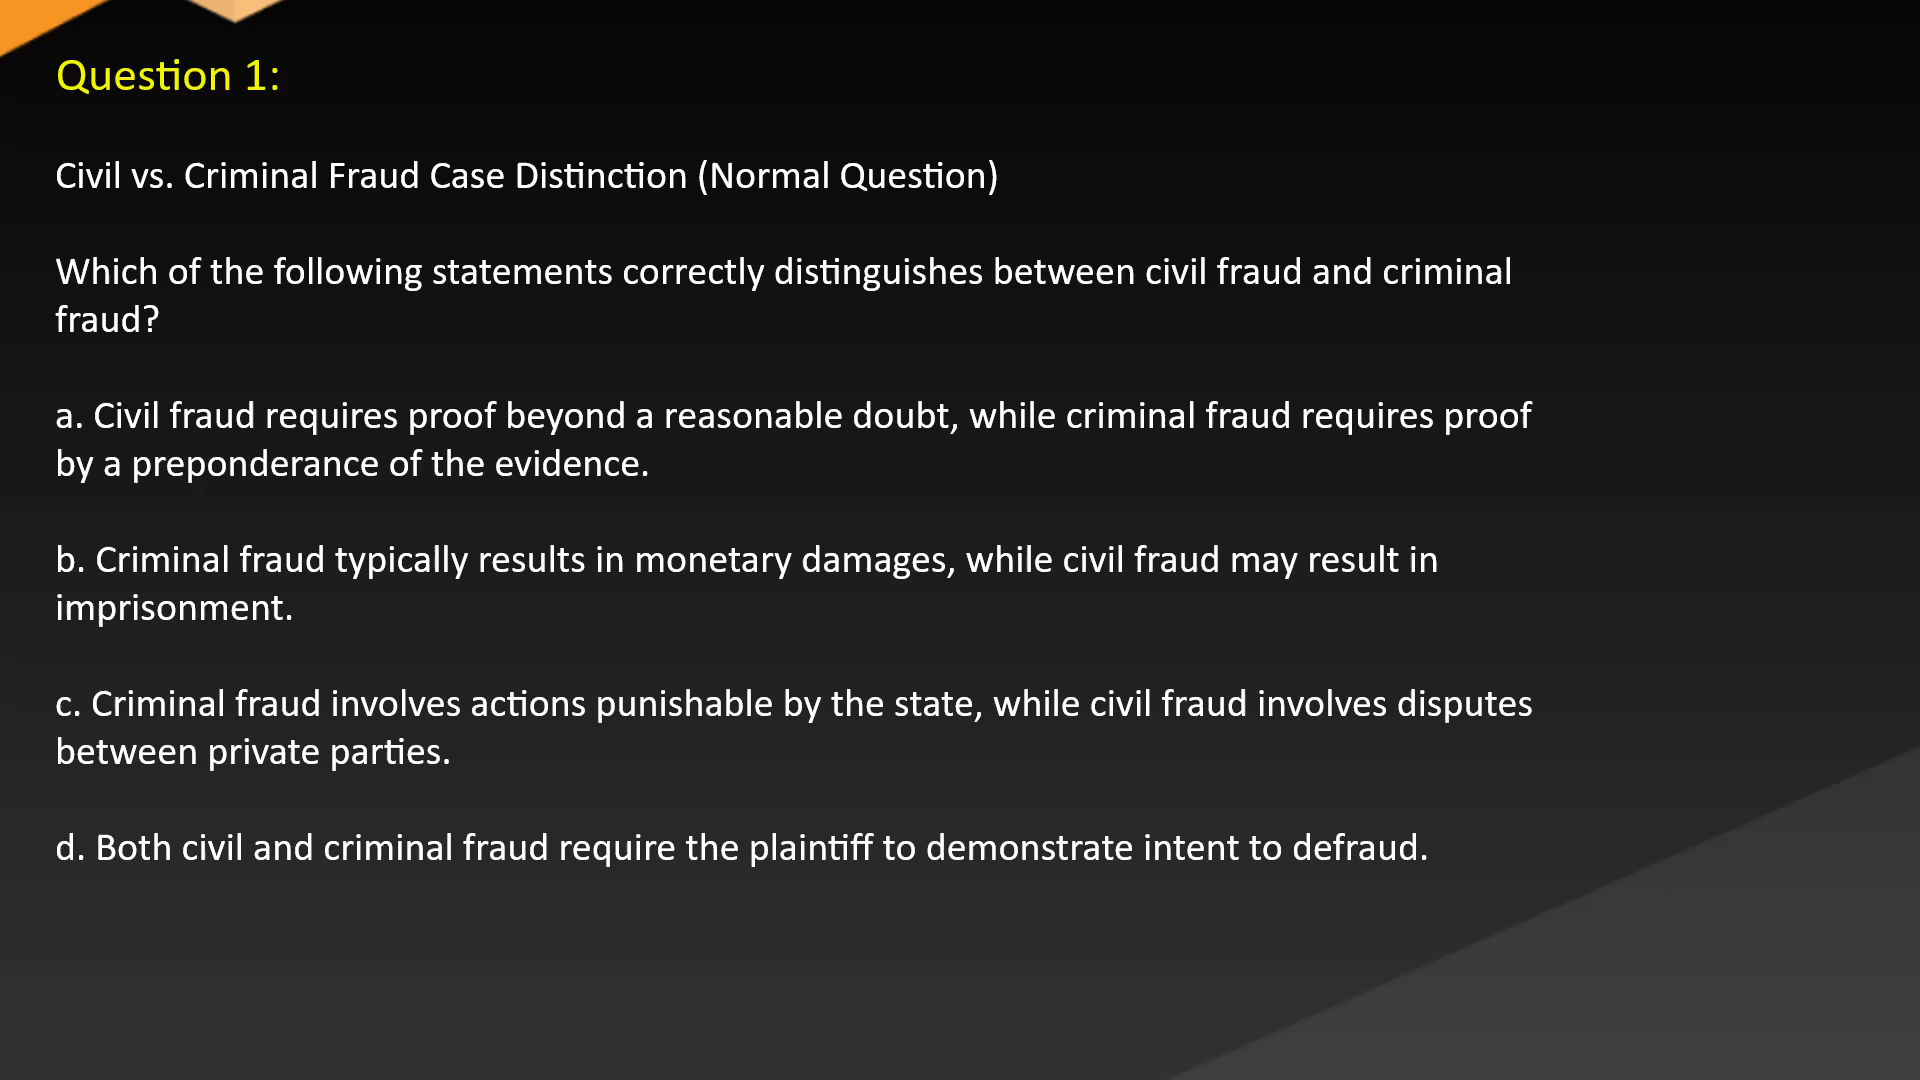 Question 1:
Civil vs. Criminal Fraud Case Distinction (Normal Question)
Which of the following statements correctly distinguishes between civil fraud and criminal
fraud?
a. Civil fraud requires proof beyond a reasonable doubt, while criminal fraud requires proof
by a preponderance of the evidence.
b. Criminal fraud typically results in monetary damages, while civil fraud may result in
imprisonment.
c. Criminal fraud involves actions punishable by the state, while civil fraud involves disputes
between private parties.
d. Both civil and criminal fraud require the plaintiff to demonstrate intent to defraud.